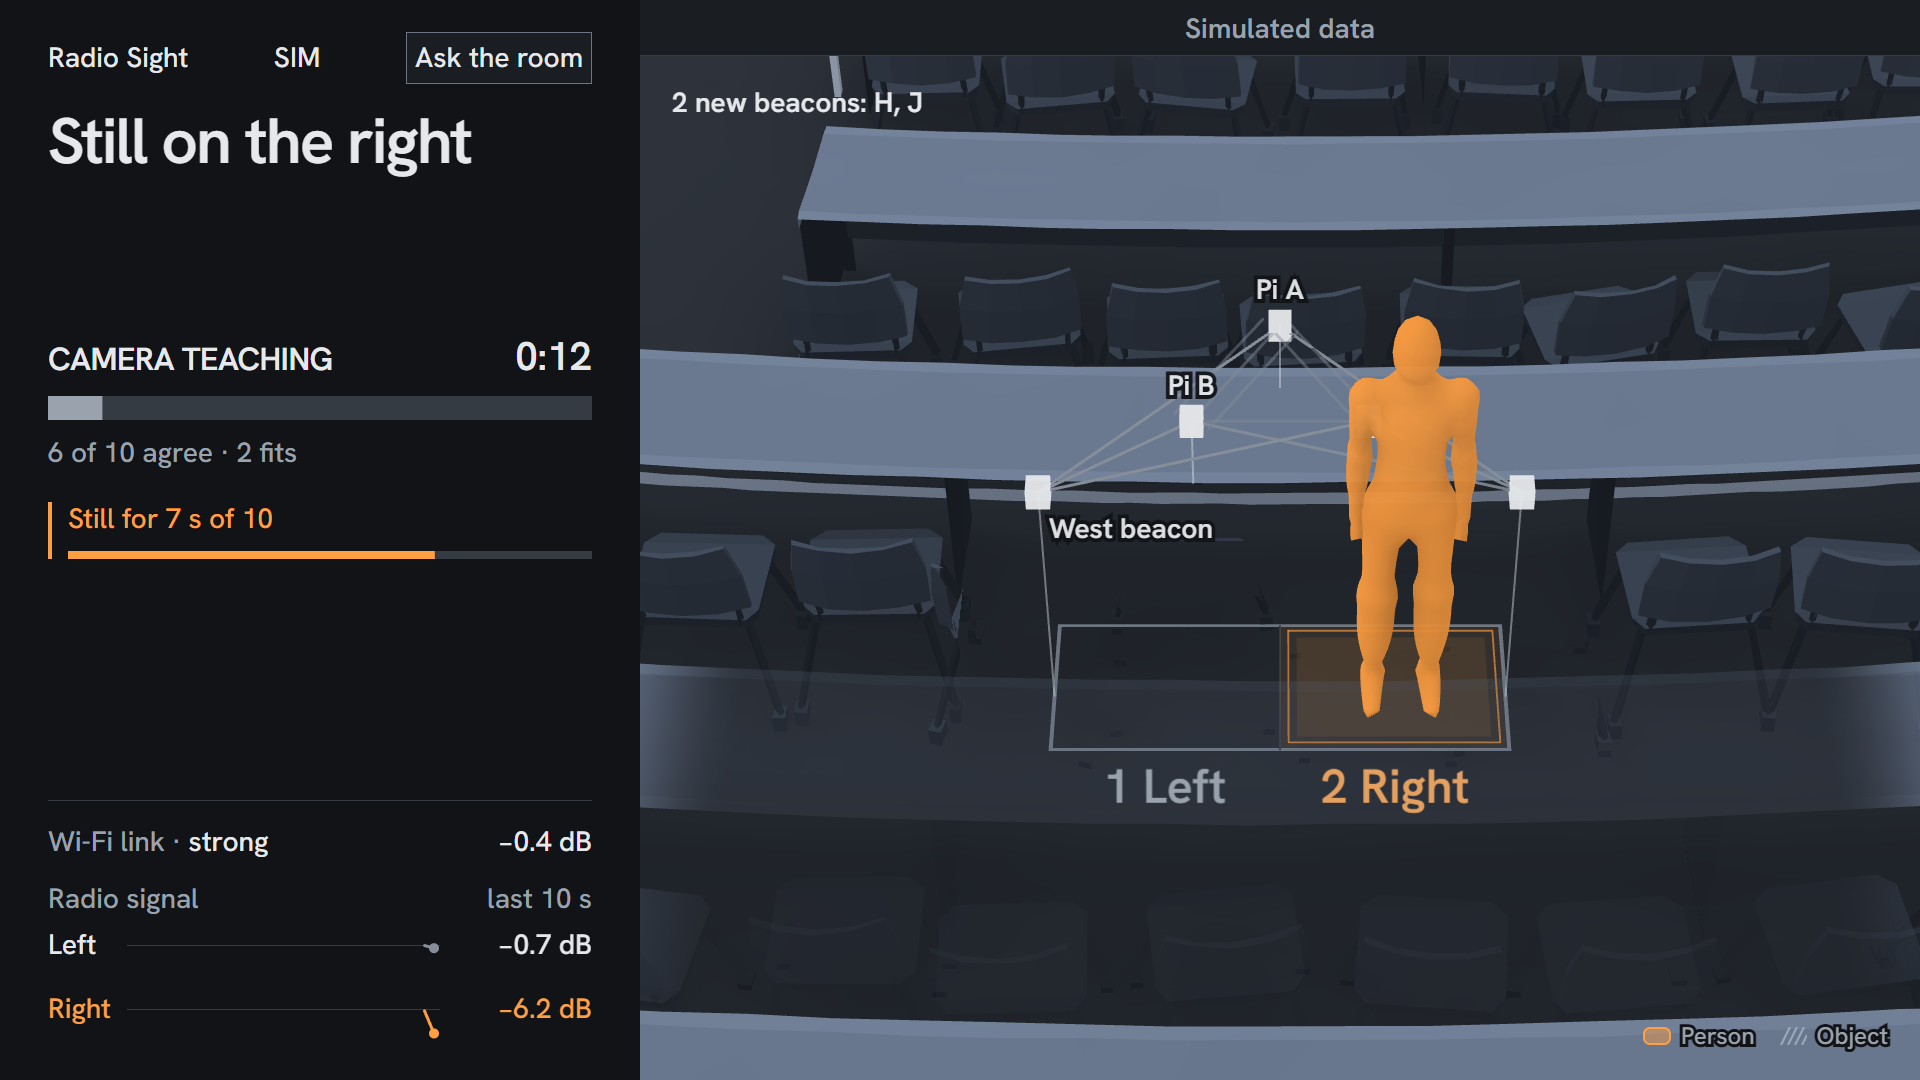 Radio Sight
SIM
Ask the room
Still on the right
CAMERA TEACHING
0:12
6 of 10 agree · 2 fits
Still for 7 s of 10
Wi-Fi link · strong
−0.4 dB
Radio signal
last 10 s
Left
−0.7 dB
Right
−6.2 dB
Simulated data
2 new beacons: H, J
Pi A
Pi B
West beacon
1 Left
2 Right
Person
Object